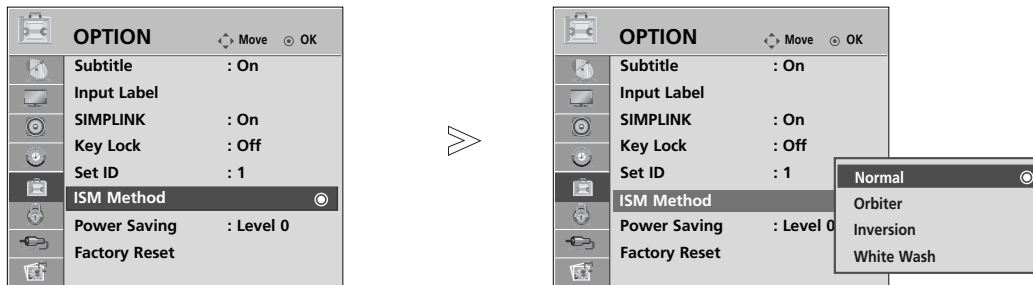 OPTION Move OK
Subtitle : On
Input Label
SIMPLINK : On
Key Lock : Off
Set ID : 1
ISM Method
Power Saving : Level 0
Factory Reset
OPTION Move OK
Subtitle : On
Input Label
SIMPLINK : On
Key Lock : Off
Set ID : 1
ISM Method
Power Saving : Level 0
Factory Reset
Normal
Orbiter
Inversion
White Wash